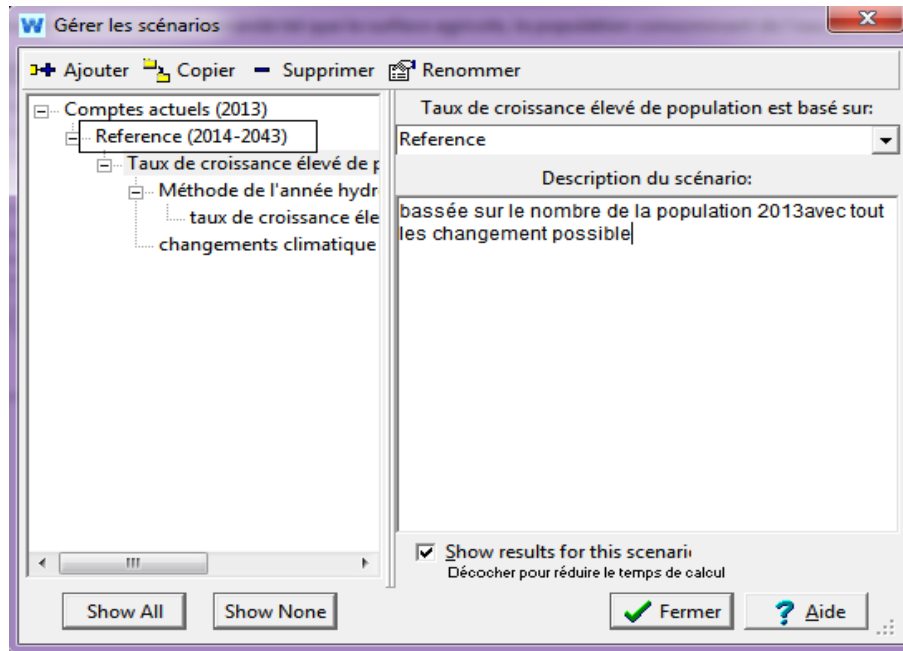 Gérer les scénarios
Ajouter Copier Supprimer Renommer
Comptes actuels (2013)
Reference (2014-2043)
Taux de croissance élevé de p
Méthode de l'année hydr
taux de croissance éle
changements climatique
Taux de croissance élevé de population est basé sur:
Reference
Description du scénario:
bassée sur le nombre de la population 2013avec tout
les changement possible
Show results for this scenari
Décocher pour réduire le temps de calcul
Show All Show None Fermer Aide